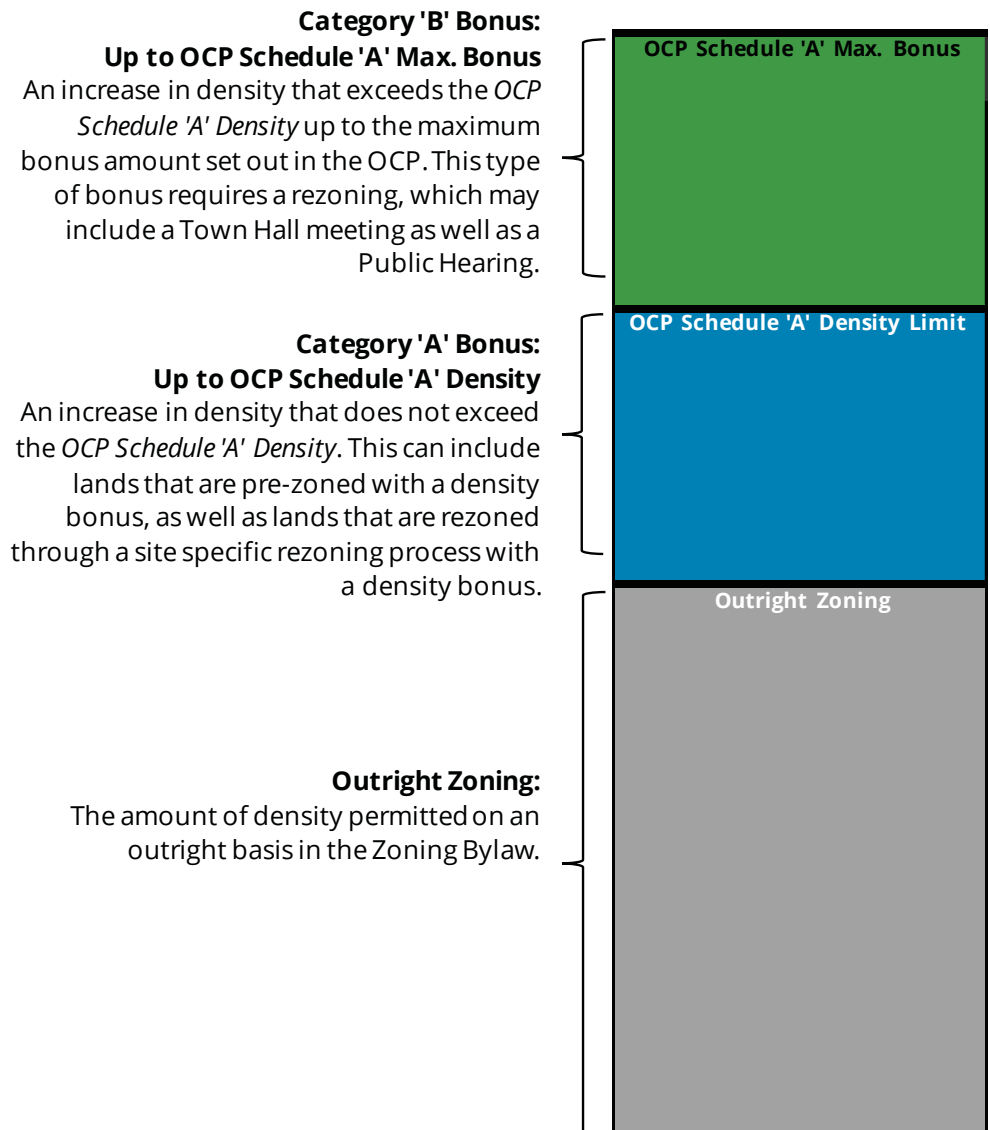 Category 'B' Bonus:
Up to OCP Schedule 'A' Max. Bonus
An increase in density that exceeds the OCP
Schedule 'A' Density up to the maximum
bonus amount set out in the OCP. This type
of bonus requires a rezoning, which may
include a Town Hall meeting as well as a
Public Hearing.
OCP Schedule 'A' Max. Bonus
Category 'A' Bonus:
Up to OCP Schedule 'A' Density
An increase in density that does not exceed
the OCP Schedule 'A' Density. This can include
lands that are pre-zoned with a density
bonus, as well as lands that are rezoned
through a site specific rezoning process with
a density bonus.
OCP Schedule 'A' Density Limit
Outright Zoning:
The amount of density permitted on an
outright basis in the Zoning Bylaw.
Outright Zoning